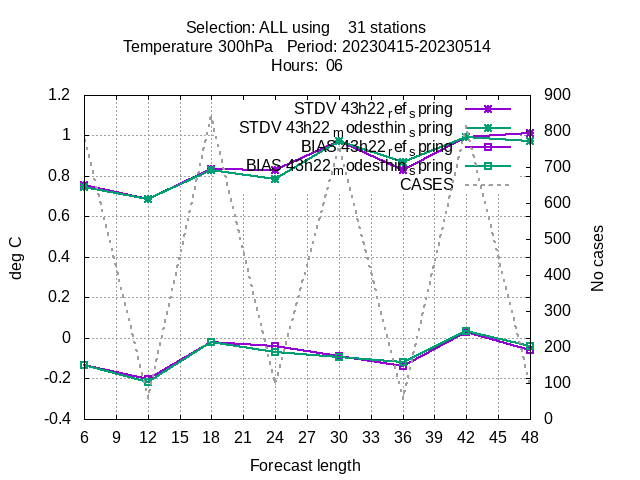 Selection: ALL using    31 stations
Temperature 300hPa   Period: 20230415-20230514
Hours:  06
STDV 43h22_ref_spring
STDV 43h22_modesthin_spring
BIAS 43h22_ref_spring
BIAS 43h22_modesthin_spring
CASES
1.2
1
0.8
0.6
0.4
0.2
0
-0.2
-0.4
deg C
900
800
700
600
500
400
300
200
100
0
No cases
6 9 12 15 18 21 24 27 30 33 36 39 42 45 48
Forecast length